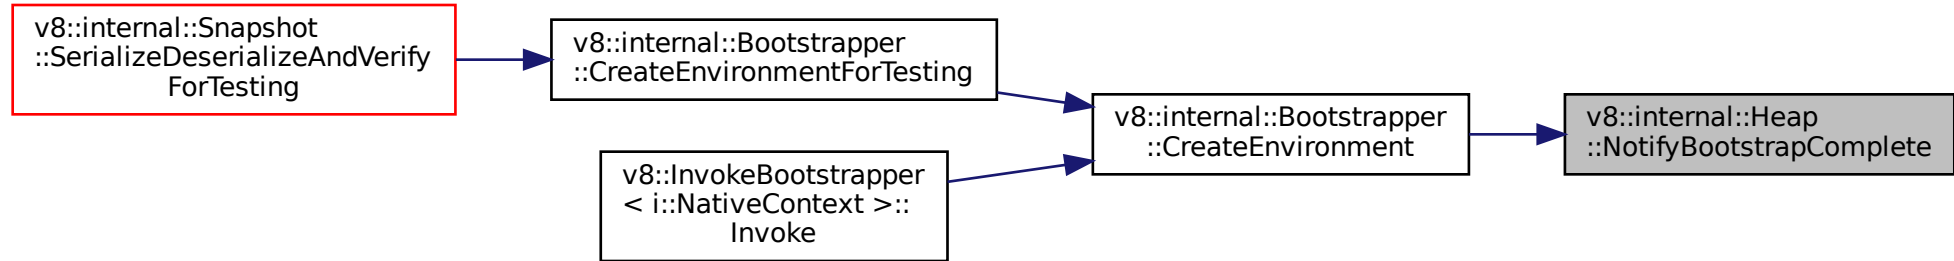 v8::internal::Snapshot
::SerializeDeserializeAndVerify
ForTesting
v8::internal::Bootstrapper
::CreateEnvironmentForTesting
v8::InvokeBootstrapper
< i::NativeContext >::
Invoke
v8::internal::Bootstrapper
::CreateEnvironment
v8::internal::Heap
::NotifyBootstrapComplete